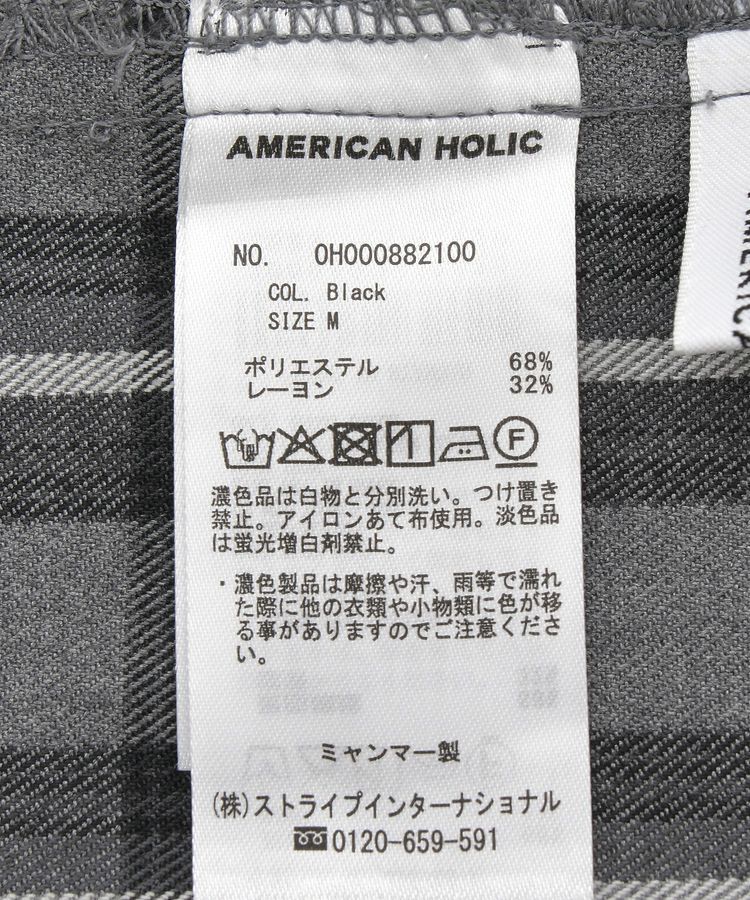 AMERICAN HOLIC
NO. 0H000882100
COL. Black
SIZE M
ポリエステル 68%
レーヨン 32%
F
濃色品は白物と分別洗い。つけ置き
禁止。アイロンあて布使用。淡色品
は蛍光増白剤禁止。
・濃色製品は摩擦や汗、雨等で濡れ
た際に他の衣類や小物類に色が移
る事がありますのでご注意くださ
い。
ミャンマー製
(株)ストライプインターナショナル
0120-659-591
AMERICA